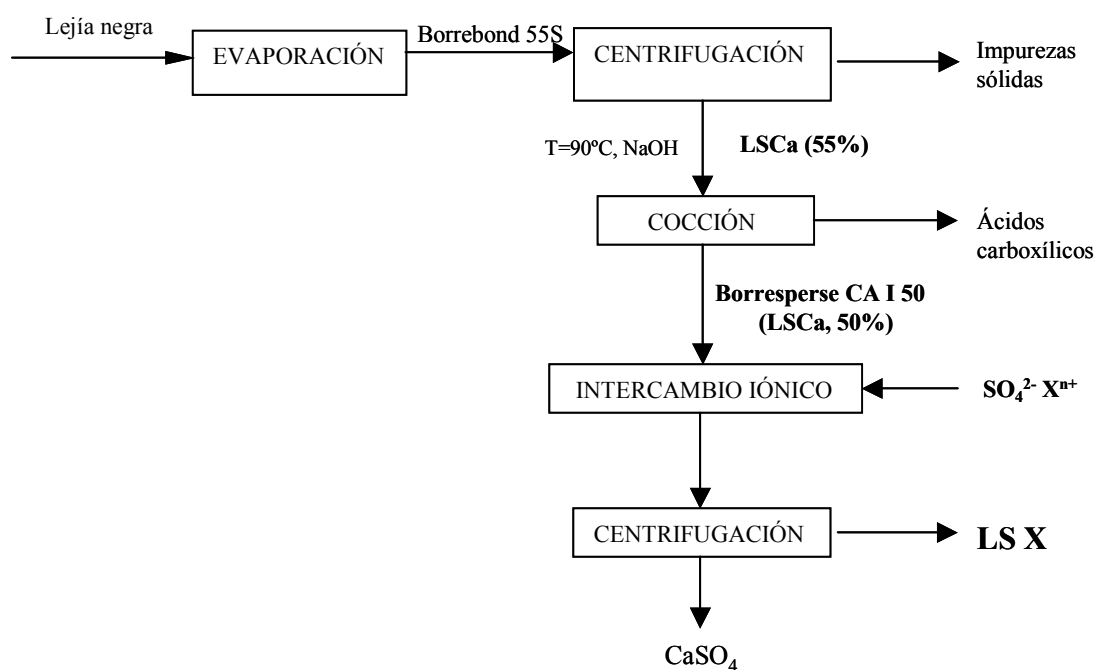 Lejía negra
EVAPORACIÓN
Borrebond 55S
CENTRIFUGACIÓN
Impurezas
sólidas
T=90ºC, NaOH
LSCa (55%)
COCCIÓN
Ácidos
carboxílicos
Borresperse CA I 50
(LSCa, 50%)
INTERCAMBIO IÓNICO
SO₄²⁻ Xⁿ⁺
CENTRIFUGACIÓN
LS X
CaSO₄